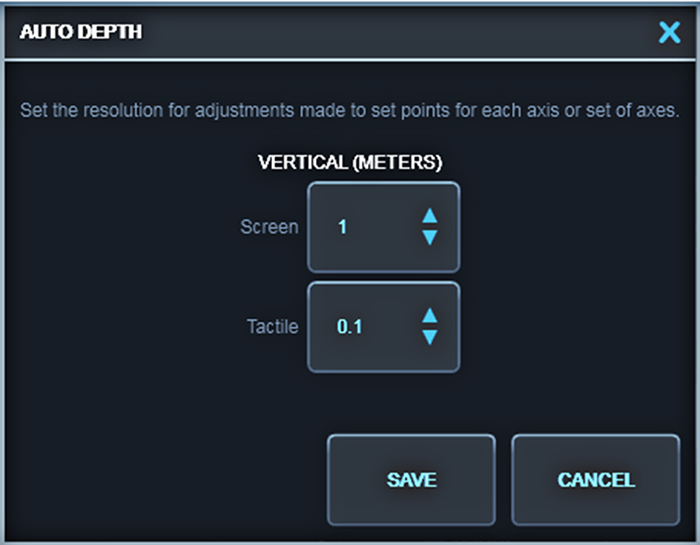 AUTO DEPTH
Set the resolution for adjustments made to set points for each axis or set of axes.
VERTICAL (METERS)
Screen 1
Tactile 0.1
SAVE CANCEL